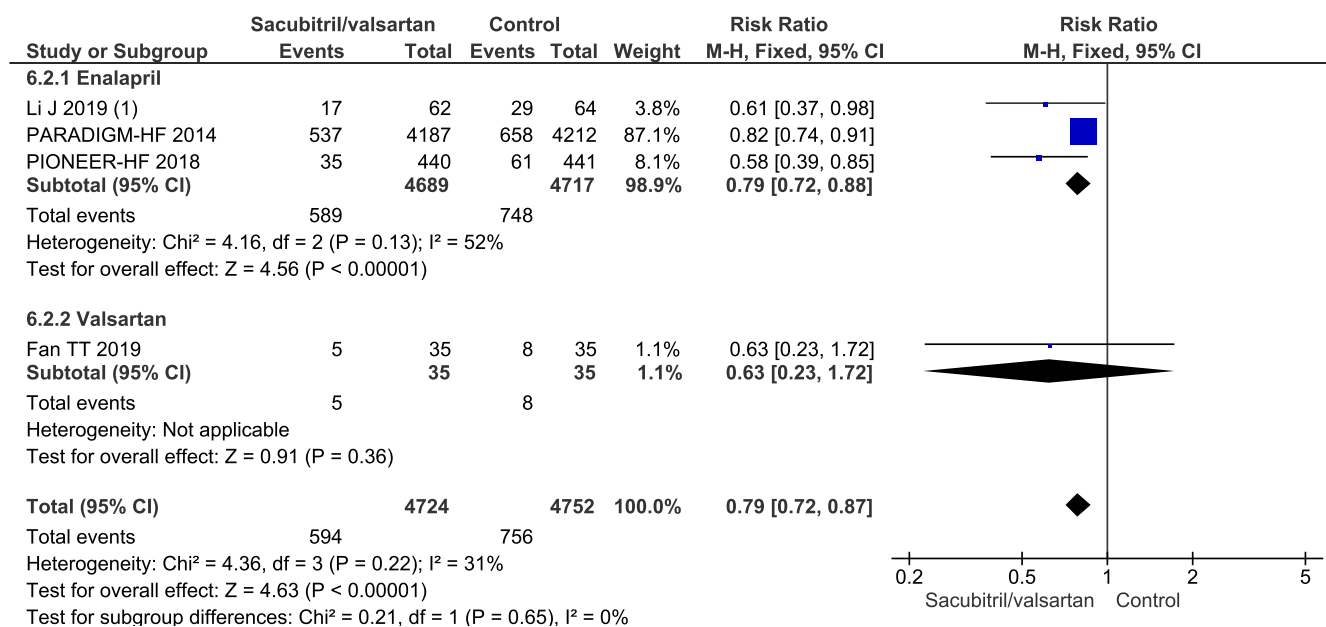 Sacubitril/valsartan Control Risk Ratio Risk Ratio
Study or Subgroup Events Total Events Total Weight M-H, Fixed, 95% CI M-H, Fixed, 95% CI
6.2.1 Enalapril
Li J 2019 (1) 17 62 29 64 3.8% 0.61 [0.37, 0.98]
PARADIGM-HF 2014 537 4187 658 4212 87.1% 0.82 [0.74, 0.91]
PIONEER-HF 2018 35 440 61 441 8.1% 0.58 [0.39, 0.85]
Subtotal (95% CI) 4689 4717 98.9% 0.79 [0.72, 0.88]
Total events 589 748
Heterogeneity: Chi² = 4.16, df = 2 (P = 0.13); I² = 52%
Test for overall effect: Z = 4.56 (P < 0.00001)
6.2.2 Valsartan
Fan TT 2019 5 35 8 35 1.1% 0.63 [0.23, 1.72]
Subtotal (95% CI) 35 35 1.1% 0.63 [0.23, 1.72]
Total events 5 8
Heterogeneity: Not applicable
Test for overall effect: Z = 0.91 (P = 0.36)
Total (95% CI) 4724 4752 100.0% 0.79 [0.72, 0.87]
Total events 594 756
Heterogeneity: Chi² = 4.36, df = 3 (P = 0.22); I² = 31%
Test for overall effect: Z = 4.63 (P < 0.00001)
Test for subgroup differences: Chi² = 0.21, df = 1 (P = 0.65), I² = 0%
0.2 0.5 1 2 5
Sacubitril/valsartan Control